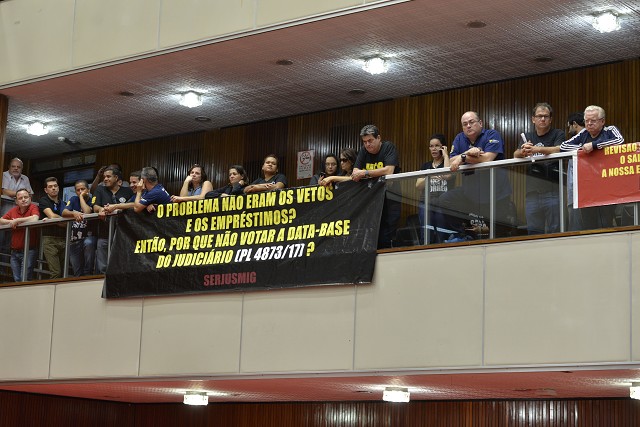 O PROBLEMA NÃO ERAM OS VETOS
E OS EMPRÉSTIMOS?
ENTÃO, POR QUE NÃO VOTAR A DATA-BASE
DO JUDICIÁRIO (PL 4873/17) ?
SERJUSMIG
REVISÃO
O SAL
A NOSSA E